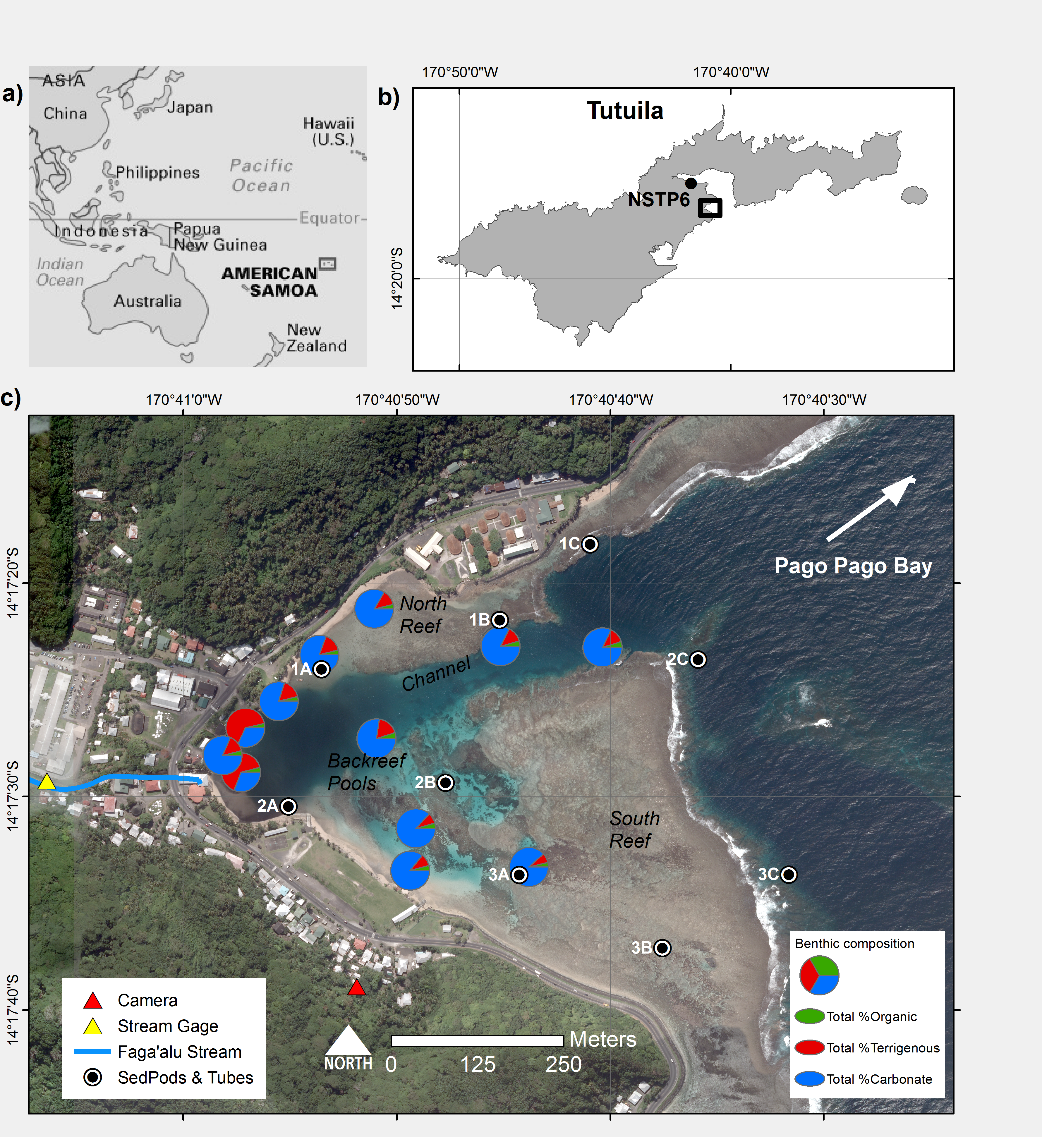 a)
ASIA
China
Japan
Hawaii
(U.S.)
Philippines
Pacific
Ocean
Equator
Indonesia
Papua
New Guinea
Indian
Ocean
AMERICAN
SAMOA
Australia
New
Zealand
b)
170°50'0"W
170°40'0"W
Tutuila
NSTP6
14°20'0"S
c)
170°41'0"W
170°40'50"W
170°40'40"W
170°40'30"W
14°17'20"S
14°17'30"S
14°17'40"S
1C
Pago Pago Bay
North
Reef
1B
1A
Channel
2C
Backreef
Pools
2B
2A
South
Reef
3A
3C
3B
Camera
Stream Gage
Faga'alu Stream
SedPods & Tubes
NORTH
Meters
0 125 250
Benthic composition
Total %Organic
Total %Terrigenous
Total %Carbonate